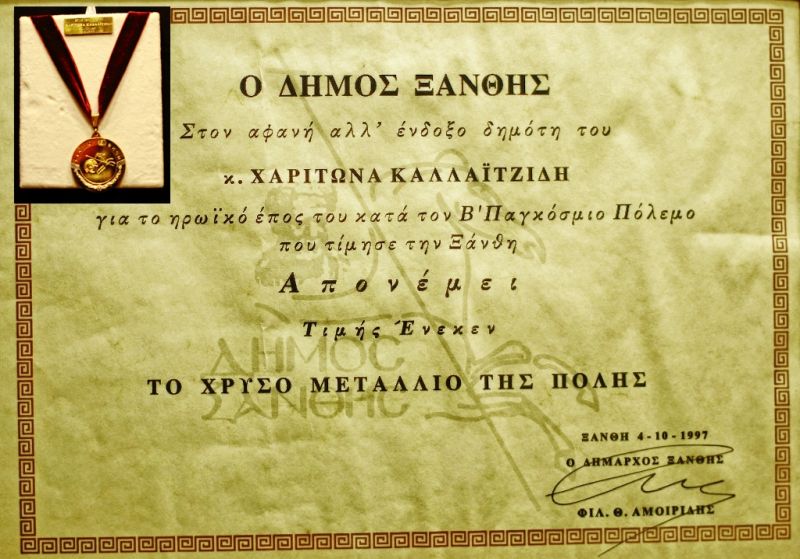 Ο ΔΗΜΟΣ ΞΑΝΘΗΣ
Στον αφανή αλλ' ένδοξο δημότη του
κ. ΧΑΡΙΤΩΝΑ ΚΑΛΛΑΪΤΖΙΔΗ
για το ηρωϊκό έπος του κατά τον Β' Παγκόσμιο Πόλεμο
που τίμησε την Ξάνθη
Απονέμει
Τιμής Ένεκεν
ΔΗΜΟΣ
ΞΑΝΘΗΣ
ΤΟ ΧΡΥΣΟ ΜΕΤΑΛΛΙΟ ΤΗΣ ΠΟΛΗΣ
ΞΑΝΘΗ 4-10-1997
Ο ΔΗΜΑΡΧΟΣ ΞΑΝΘΗΣ
ΦΙΛ. Θ. ΑΜΟΙΡΙΔΗΣ